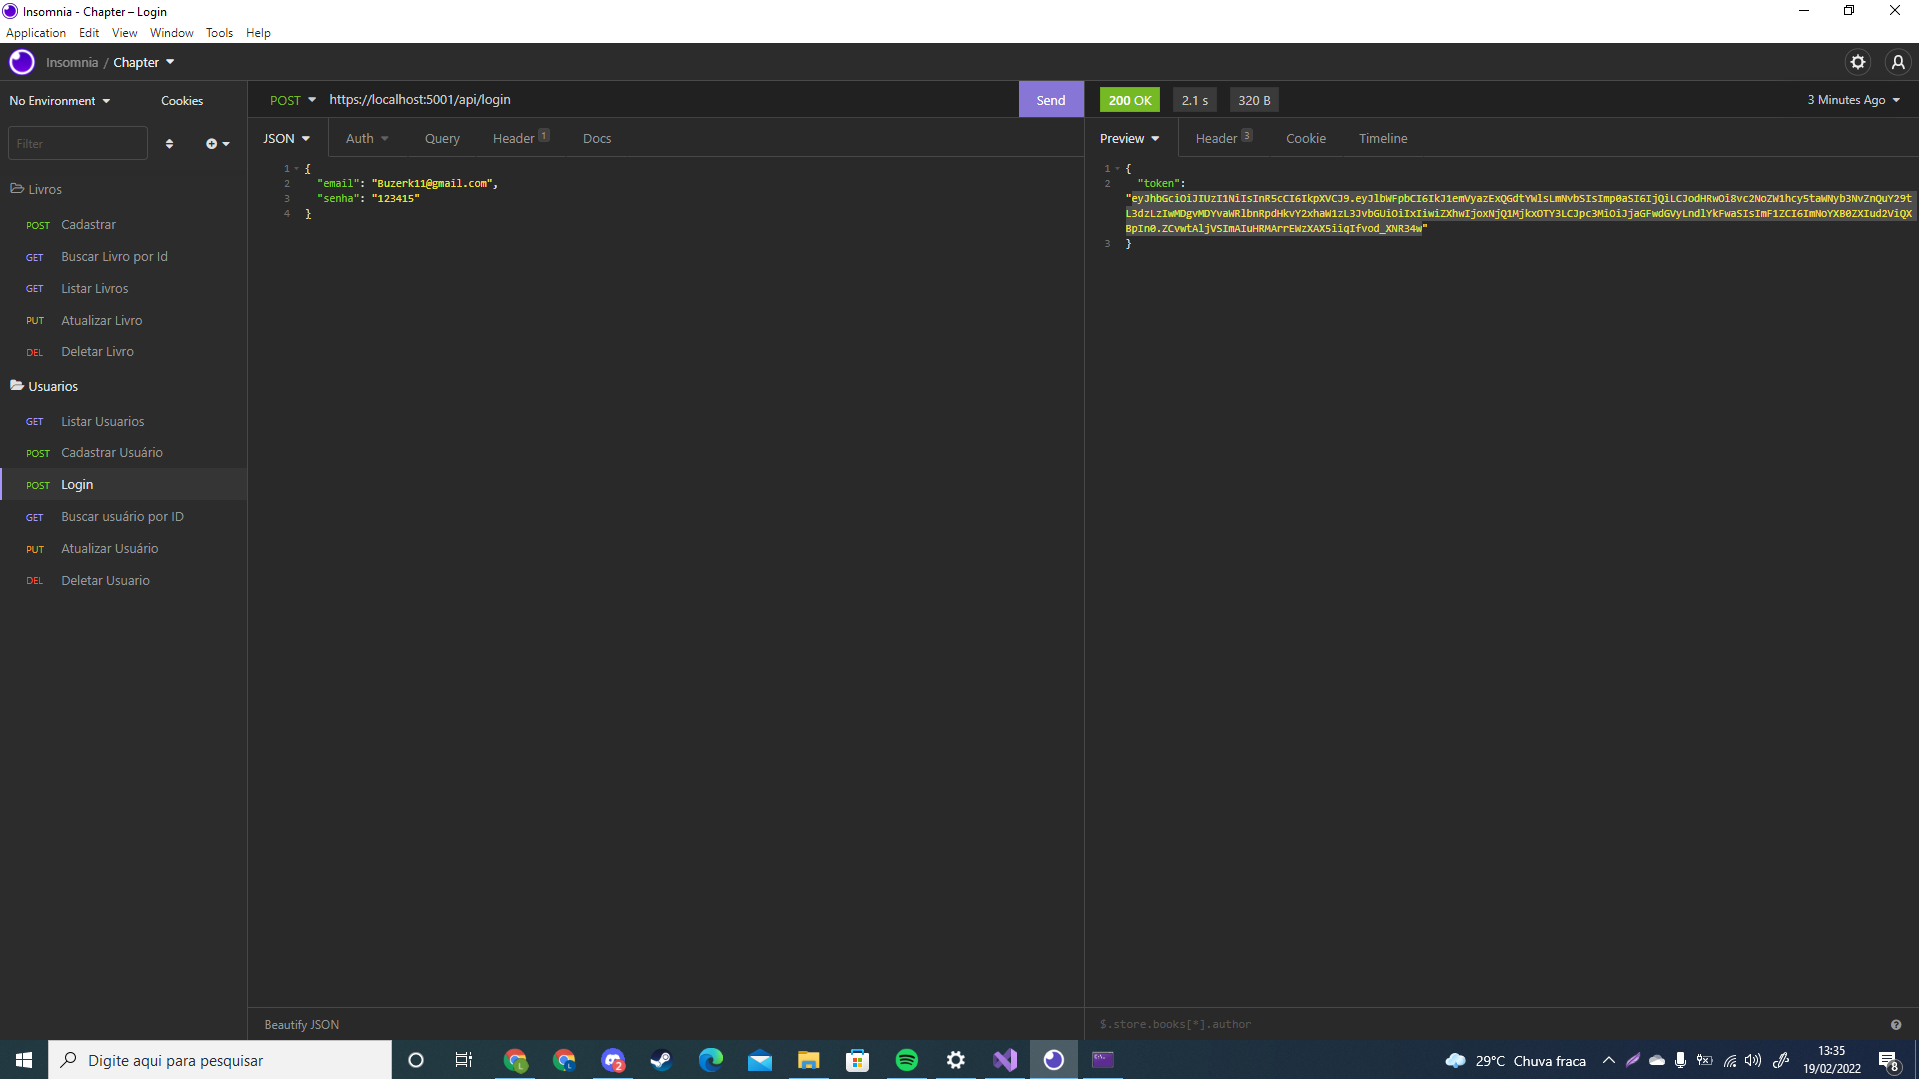 Insomnia - Chapter – Login
Application Edit View Window Tools Help
Insomnia / Chapter
No Environment Cookies
Filter
Livros
POST Cadastrar
GET Buscar Livro por Id
GET Listar Livros
PUT Atualizar Livro
DEL Deletar Livro
Usuarios
GET Listar Usuarios
POST Cadastrar Usuário
POST Login
GET Buscar usuário por ID
PUT Atualizar Usuário
DEL Deletar Usuario
POST https://localhost:5001/api/login Send
JSON Auth Query Header 1 Docs
1 {
2 "email": "Buzerk11@gmail.com",
3 "senha": "123415"
4 }
Beautify JSON
200 OK 2.1 s 320 B 3 Minutes Ago
Preview Header 3 Cookie Timeline
1 {
2 "token":
3 }
$.store.books[*].author
Digite aqui para pesquisar
2
29°C Chuva fraca
13:35
19/02/2022
8